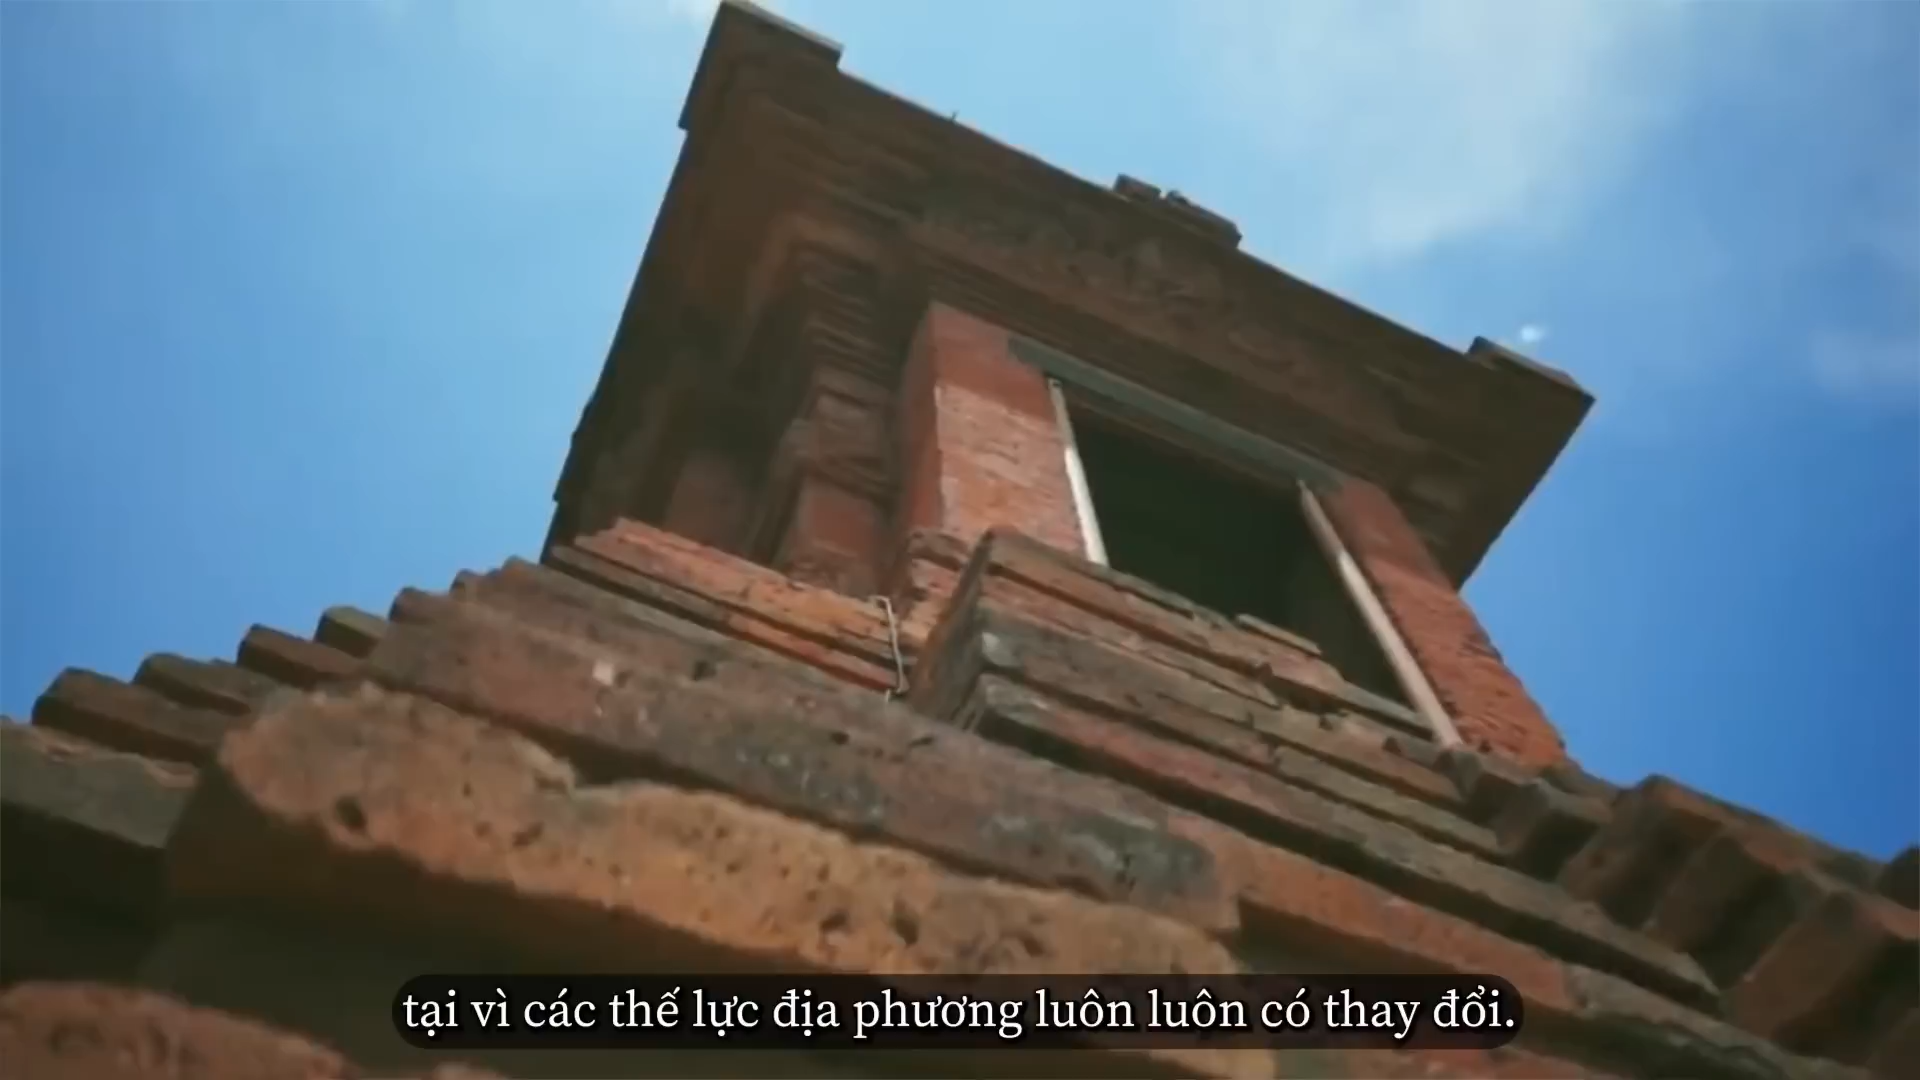 tại vì các thế lực địa phương luôn luôn có thay đổi.